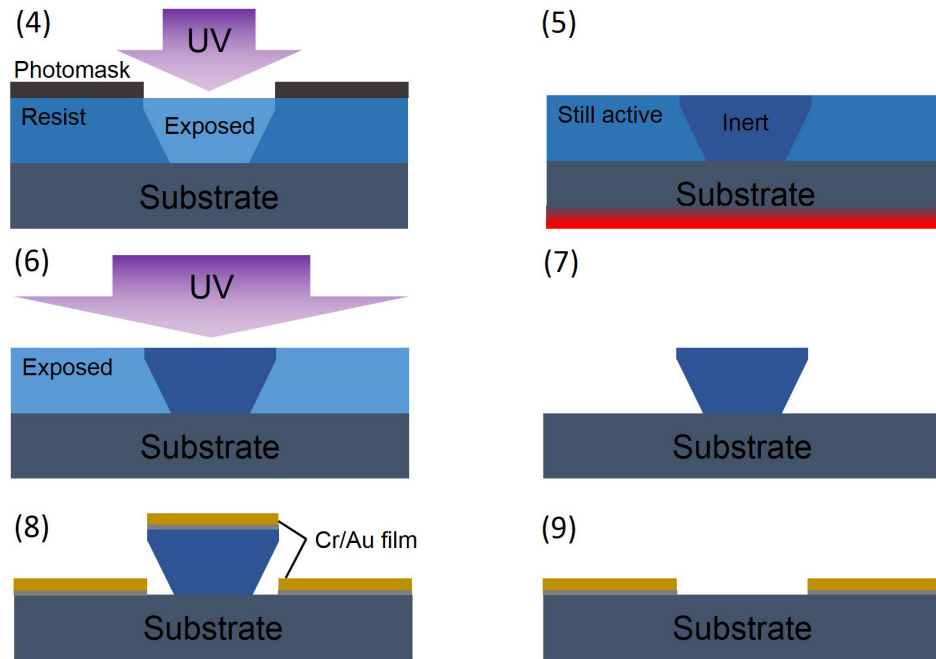 (4)
UV
Photomask
Resist
Exposed
Substrate
(5)
Still active
Inert
Substrate
(6)
UV
Exposed
Substrate
(7)
Substrate
(8)
Cr/Au film
Substrate
(9)
Substrate